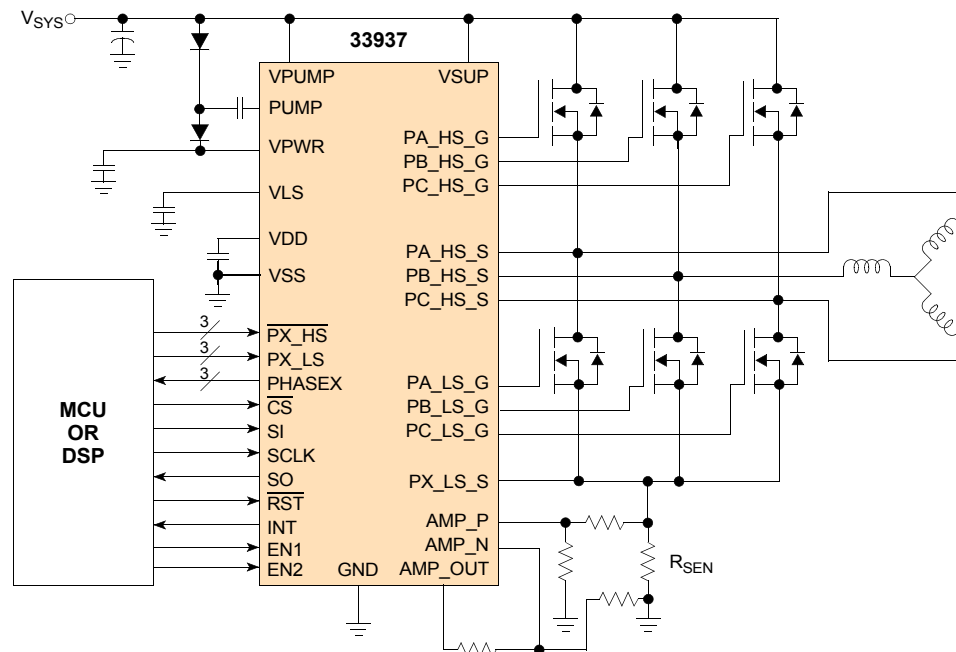 VSYS
33937
VPUMP
VSUP
PUMP
VPWR
VLS
VDD
VSS
PX_HS
PX_LS
PHASEX
CS
SI
SCLK
SO
RST
INT
EN1
EN2
GND
3
3
3
MCU
OR
DSP
PA_HS_G
PB_HS_G
PC_HS_G
PA_HS_S
PB_HS_S
PC_HS_S
PA_LS_G
PB_LS_G
PC_LS_G
PX_LS_S
AMP_P
AMP_N
AMP_OUT
RSEN